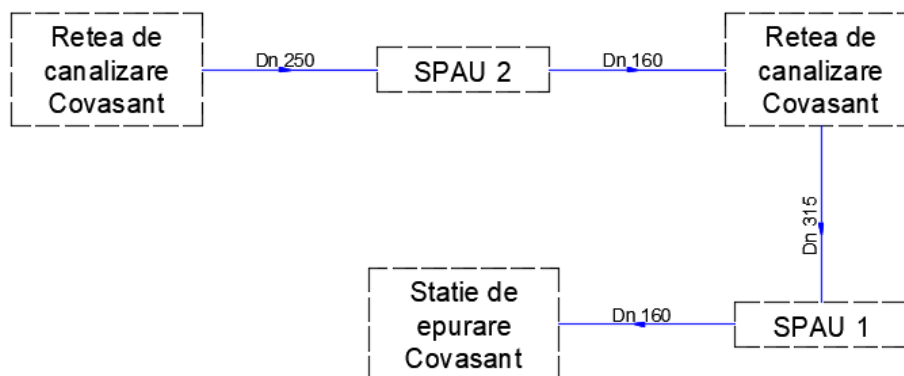 Retea de
canalizare
Covasant
Dn 250
SPAU 2
Dn 160
Retea de
canalizare
Covasant
Dn 315
Statie de
epurare
Covasant
Dn 160
SPAU 1